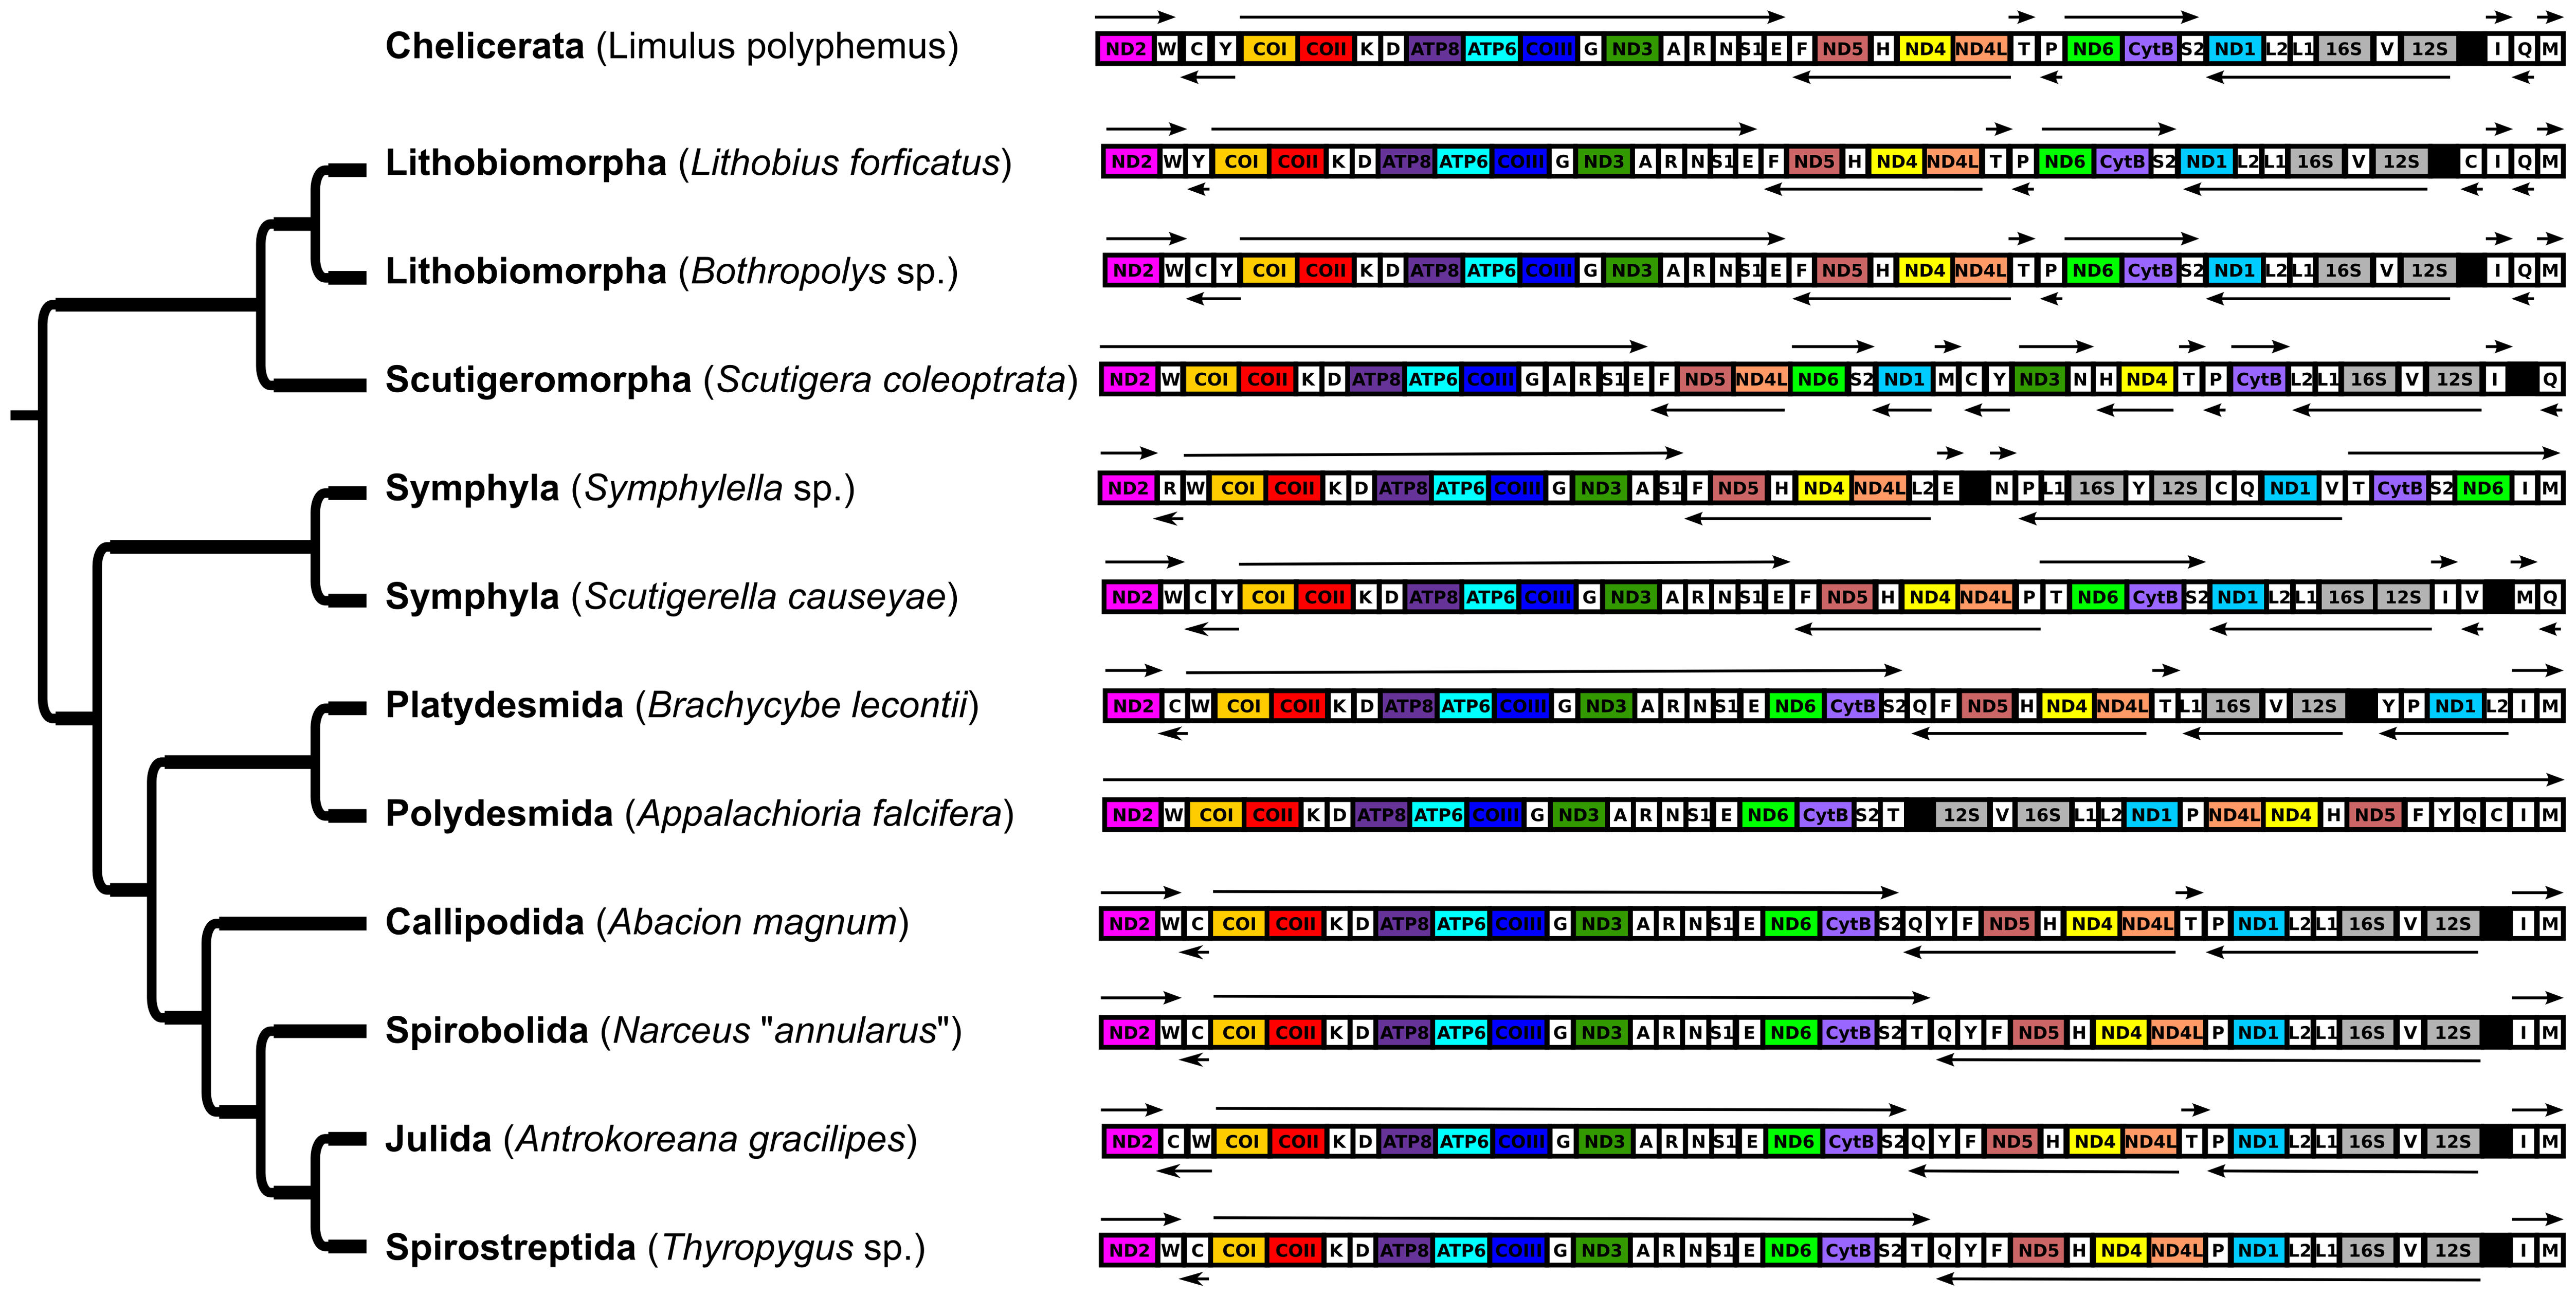 Chelicerata (Limulus polyphemus) ND2 W C Y COI COII K D ATP8 ATP6 COIII G ND3 A R N S1 E F ND5 H ND4 ND4L T P ND6 CytB S2 ND1 L2 L1 16S V 12S I Q M
Lithobiomorpha (Lithobius forficatus) ND2 W Y COI COII K D ATP8 ATP6 COIII G ND3 A R N S1 E F ND5 H ND4 ND4L T P ND6 CytB S2 ND1 L2 L1 16S V 12S C I Q M
Lithobiomorpha (Bothropolys sp.) ND2 W C Y COI COII K D ATP8 ATP6 COIII G ND3 A R N S1 E F ND5 H ND4 ND4L T P ND6 CytB S2 ND1 L2 L1 16S V 12S I Q M
Scutigeromorpha (Scutigera coleoptrata) ND2 W COI COII K D ATP8 ATP6 COIII G A R S1 E F ND5 ND4L ND6 S2 ND1 M C Y ND3 N H ND4 T P CytB L2 L1 16S V 12S I Q
Symphyla (Symphylella sp.) ND2 R W COI COII K D ATP8 ATP6 COIII G ND3 A S1 F ND5 H ND4 ND4L L2 E N P L1 16S Y 12S C Q ND1 V T CytB S2 ND6 I M
Symphyla (Scutigerella causeyae) ND2 W C Y COI COII K D ATP8 ATP6 COIII G ND3 A R N S1 E F ND5 H ND4 ND4L P T ND6 CytB S2 ND1 L2 L1 16S 12S I V M Q
Platydesmida (Brachycybe lecontii) ND2 C W COI COII K D ATP8 ATP6 COIII G ND3 A R N S1 E ND6 CytB S2 Q F ND5 H ND4 ND4L T L1 16S V 12S Y P ND1 L2 I M
Polydesmida (Appalachioria falcifera) ND2 W COI COII K D ATP8 ATP6 COIII G ND3 A R N S1 E ND6 CytB S2 T 12S V 16S L1 L2 ND1 P ND4L ND4 H ND5 F Y Q C I M
Callipodida (Abacion magnum) ND2 W C COI COII K D ATP8 ATP6 COIII G ND3 A R N S1 E ND6 CytB S2 Q Y F ND5 H ND4 ND4L T P ND1 L2 L1 16S V 12S I M
Spirobolida (Narceus "annularus") ND2 W C COI COII K D ATP8 ATP6 COIII G ND3 A R N S1 E ND6 CytB S2 T Q Y F ND5 H ND4 ND4L P ND1 L2 L1 16S V 12S I M
Julida (Antrokoreana gracilipes) ND2 C W COI COII K D ATP8 ATP6 COIII G ND3 A R N S1 E ND6 CytB S2 Q Y F ND5 H ND4 ND4L T P ND1 L2 L1 16S V 12S I M
Spirostreptida (Thyropygus sp.) ND2 W C COI COII K D ATP8 ATP6 COIII G ND3 A R N S1 E ND6 CytB S2 T Q Y F ND5 H ND4 ND4L P ND1 L2 L1 16S V 12S I M